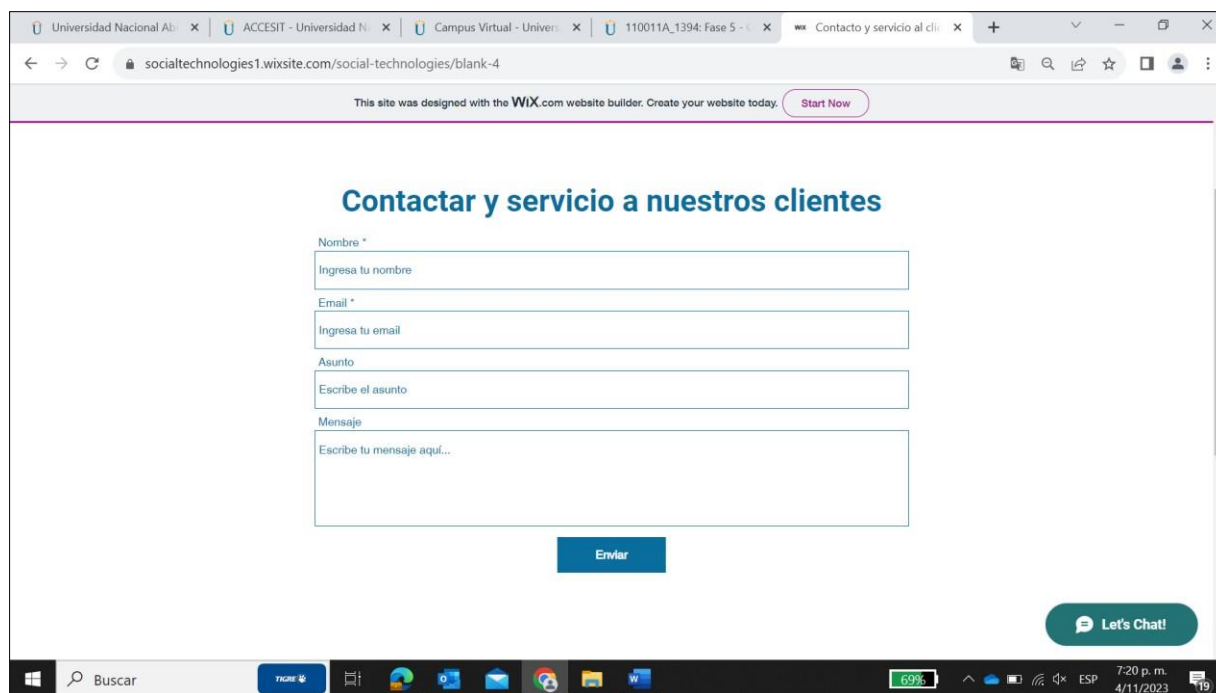 Universidad Nacional Ab
ACCESIT - Universidad N
Campus Virtual - Univers
110011A_1394: Fase 5 - C
WIX Contacto y servicio al clie
socialtechnologies1.wixsite.com/social-technologies/blank-4
This site was designed with the WiX.com website builder. Create your website today. Start Now
Contactar y servicio a nuestros clientes
Nombre *
Ingresa tu nombre
Email *
Ingresa tu email
Asunto
Escribe el asunto
Mensaje
Escribe tu mensaje aquí...
Enviar
Let's Chat!
Buscar
TIGRE
69%
ESP
7:20 p. m.
4/11/2023
19